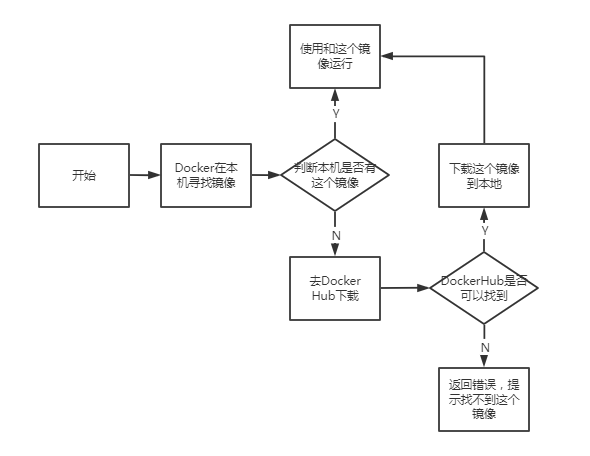 使用和这个镜
像运行
Y
开始
Docker在本
机寻找镜像
判断本机是否有
这个镜像
下载这个镜像
到本地
N
Y
去Docker
Hub下载
DockerHub是否
可以找到
N
返回错误，提
示找不到这个
镜像